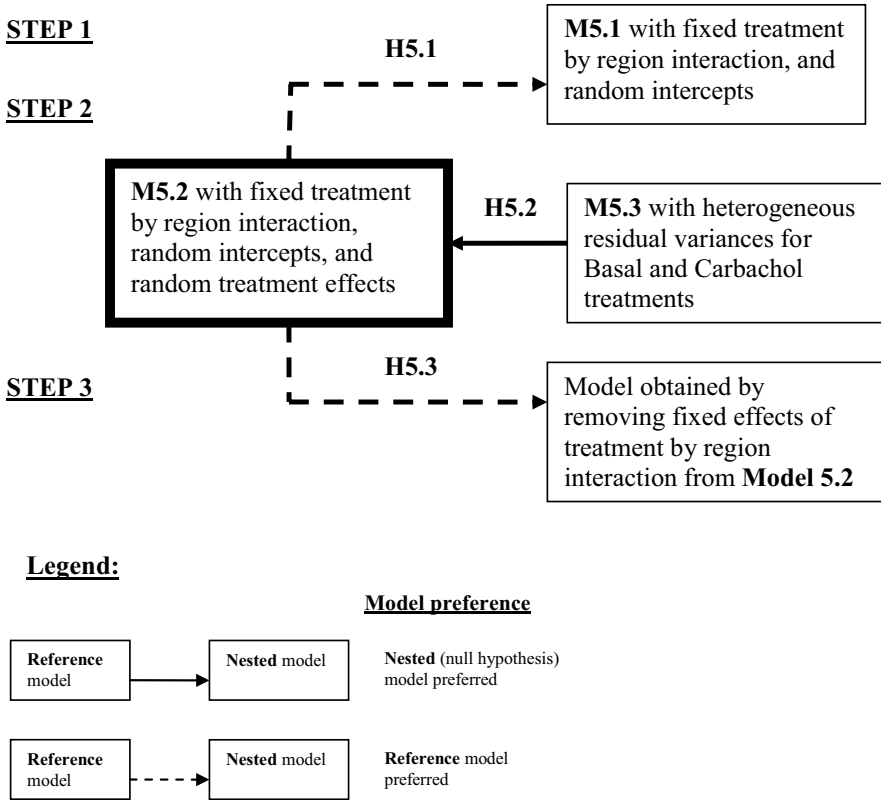 STEP 1
H5.1
M5.1 with fixed treatment
by region interaction, and
random intercepts
STEP 2
M5.2 with fixed treatment
by region interaction,
random intercepts, and
random treatment effects
H5.2
M5.3 with heterogeneous
residual variances for
Basal and Carbachol
treatments
H5.3
STEP 3
Model obtained by
removing fixed effects of
treatment by region
interaction from Model 5.2
Legend:
Model preference
Reference
model
Nested model
Nested (null hypothesis)
model preferred
Reference
model
Nested model
Reference model
preferred